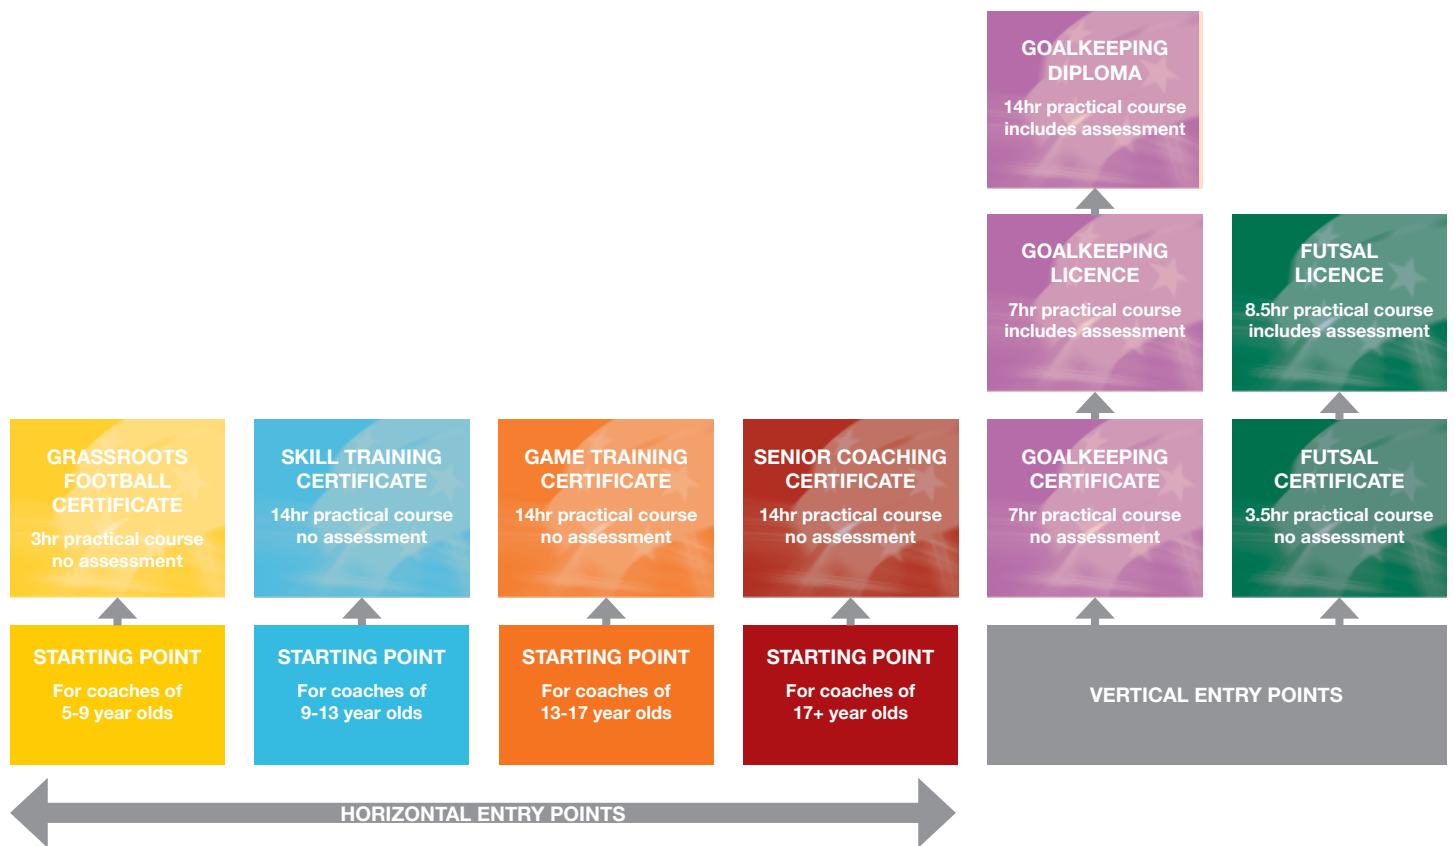 GOALKEEPING
DIPLOMA
14hr practical course
includes assessment
GOALKEEPING
LICENCE
7hr practical course
includes assessment
FUTSAL
LICENCE
8.5hr practical course
includes assessment
GRASSROOTS
FOOTBALL
CERTIFICATE
3hr practical course
no assessment
SKILL TRAINING
CERTIFICATE
14hr practical course
no assessment
GAME TRAINING
CERTIFICATE
14hr practical course
no assessment
SENIOR COACHING
CERTIFICATE
14hr practical course
no assessment
GOALKEEPING
CERTIFICATE
7hr practical course
no assessment
FUTSAL
CERTIFICATE
3.5hr practical course
no assessment
STARTING POINT
For coaches of
5-9 year olds
STARTING POINT
For coaches of
9-13 year olds
STARTING POINT
For coaches of
13-17 year olds
STARTING POINT
For coaches of
17+ year olds
VERTICAL ENTRY POINTS
HORIZONTAL ENTRY POINTS